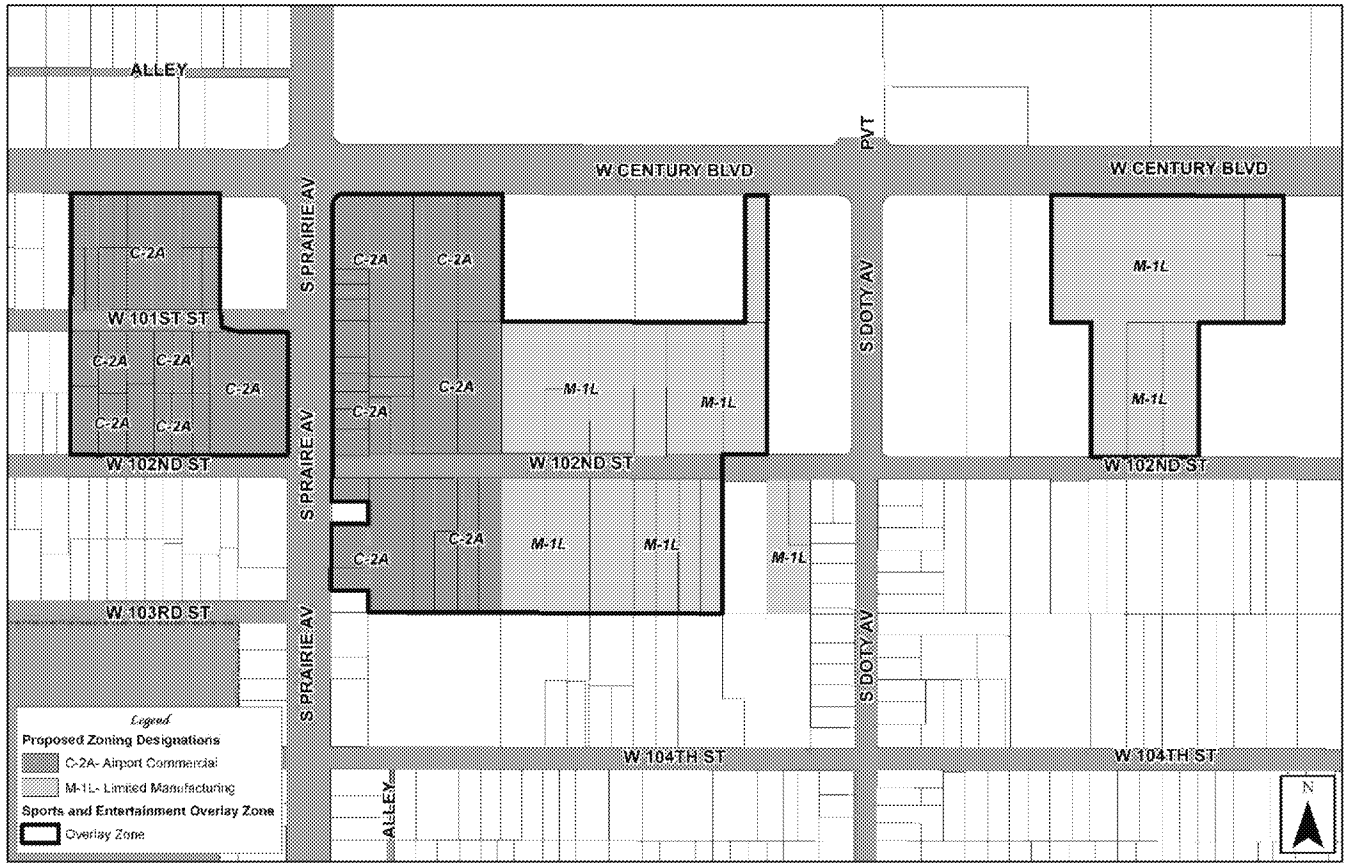 ALLEY
PVT
W CENTURY BLVD
W CENTURY BLVD
S PRAIRIE AV
C-2A
C-2A
C-2A
S DOTY AV
M-1L
W 101ST ST
C-2A
C-2A
C-2A
C-2A
C-2A
C-2A
C-2A
M-1L
M-1L
M-1L
W 102ND ST
S PRAIRE AV
W 102ND ST
W 102ND ST
C-2A
C-2A
M-1L
M-1L
M-1L
W 103RD ST
S PRAIRIE AV
S DOTY AV
Legend
Proposed Zoning Designations
C-2A- Airport Commercial
M-1L- Limited Manufacturing
Sports and Entertainment Overlay Zone
Overlay Zone
W 104TH ST
W 104TH ST
ALLEY
N